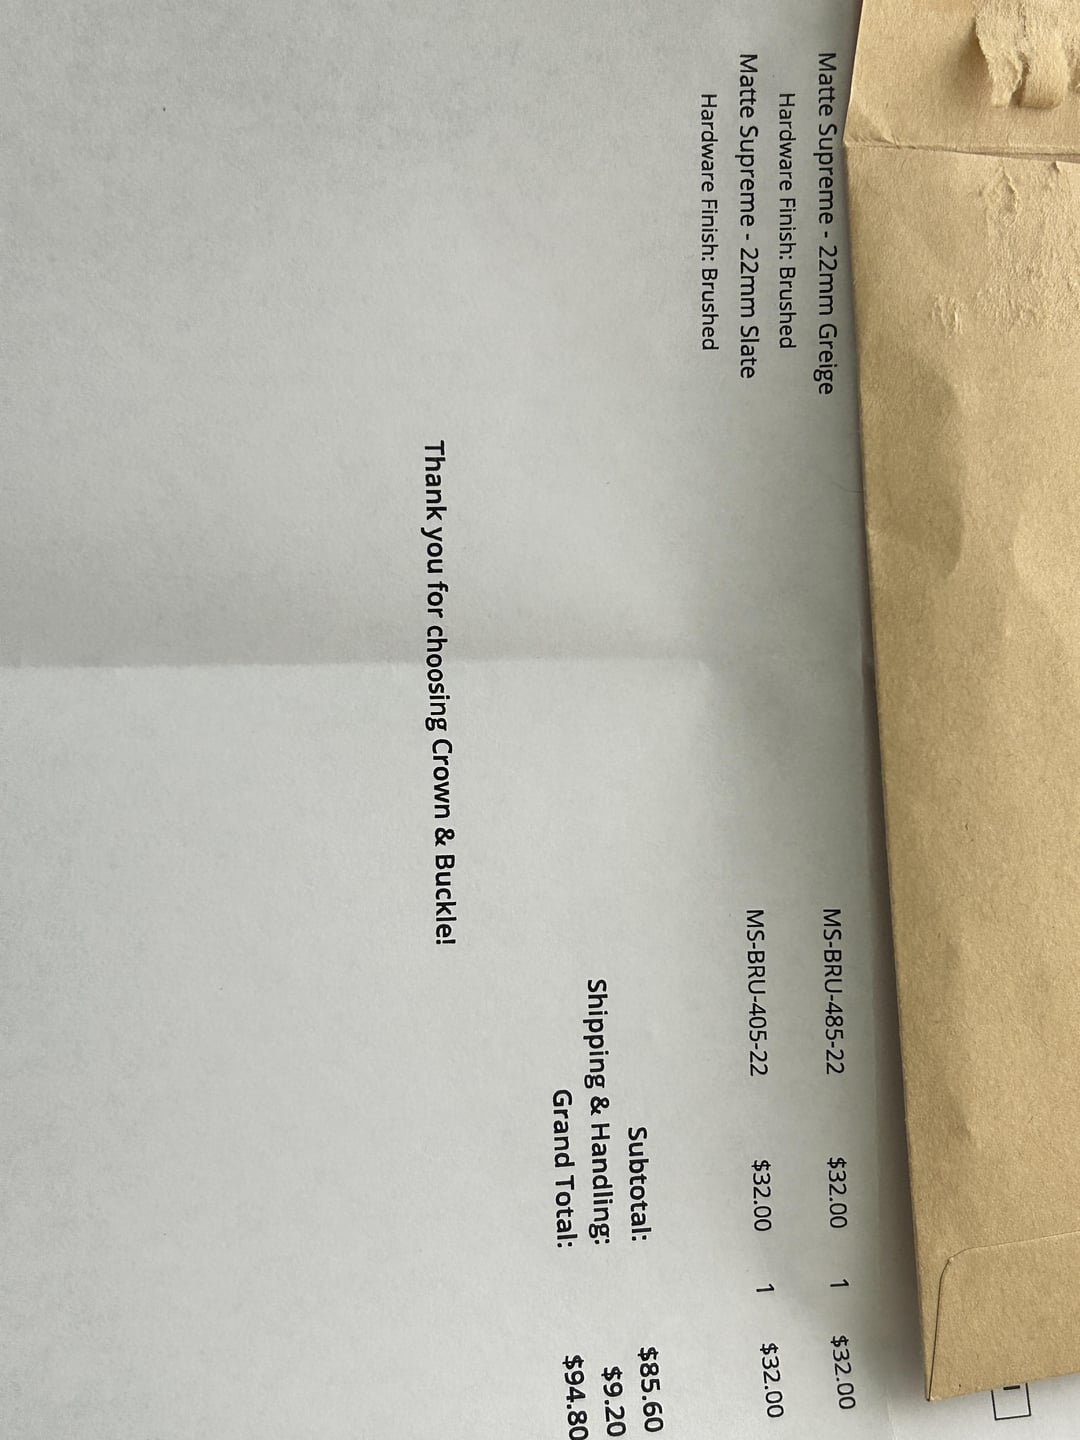 Matte Supreme - 22mm Greige MS-BRU-485-22 $32.00 1 $32.00
Hardware Finish: Brushed
Matte Supreme - 22mm Slate MS-BRU-405-22 $32.00 1 $32.00
Hardware Finish: Brushed
Subtotal: $85.60
Shipping & Handling: $9.20
Grand Total: $94.80
Thank you for choosing Crown & Buckle!